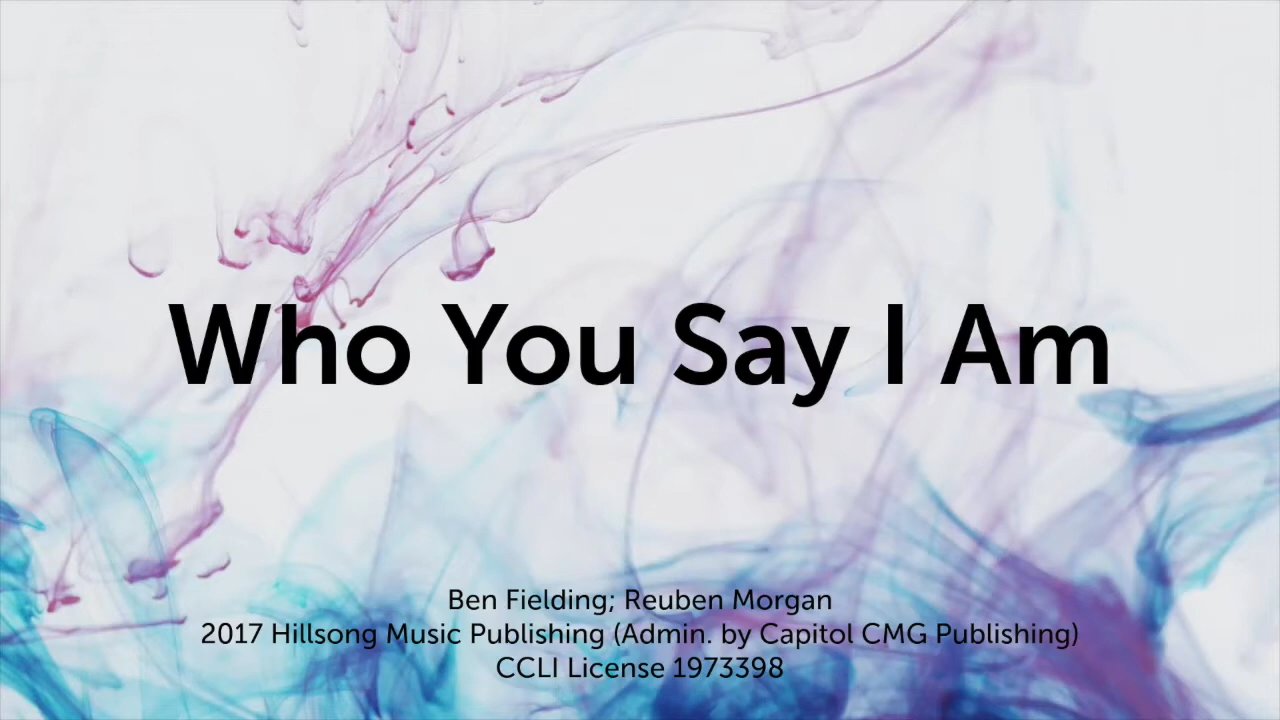 Who You Say I Am
Ben Fielding; Reuben Morgan
2017 Hillsong Music Publishing (Admin. by Capitol CMG Publishing)
CCLI License 1973398